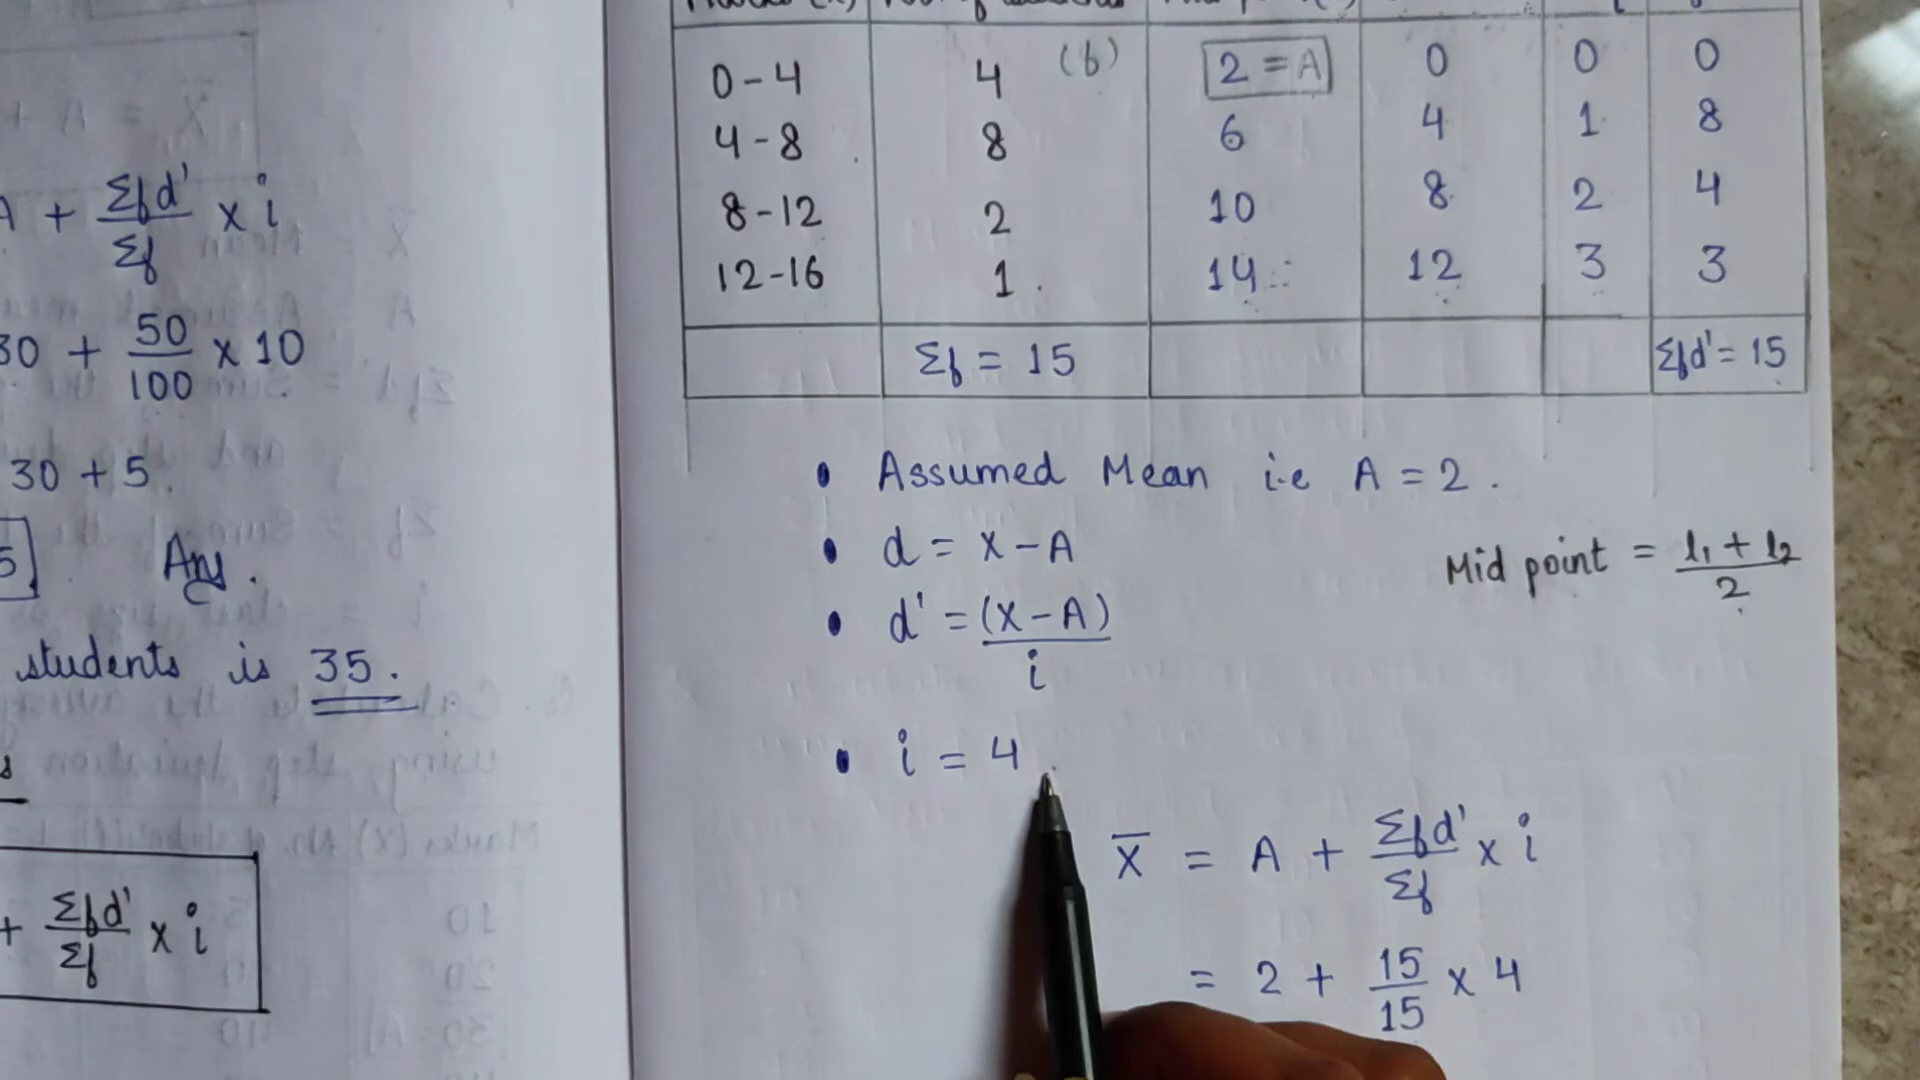 A + Σfd'/Σf x i
30 + 50/100 x 10
30 + 5.
5] Ans.
students is 35.
+ Σfd'/Σf x i
(f)
0-4 4 2 = A 0 0 0
4-8 8 6 4 1 8
8-12 2 10 8 2 4
12-16 1 14 12 3 3
Σf = 15 Σfd' = 15
• Assumed Mean i.e A = 2.
• d = X - A
Mid point = (l₁ + l₂)/2
• d' = (X - A)/i
• i = 4
X̅ = A + Σfd'/Σf x i
= 2 + 15/15 x 4